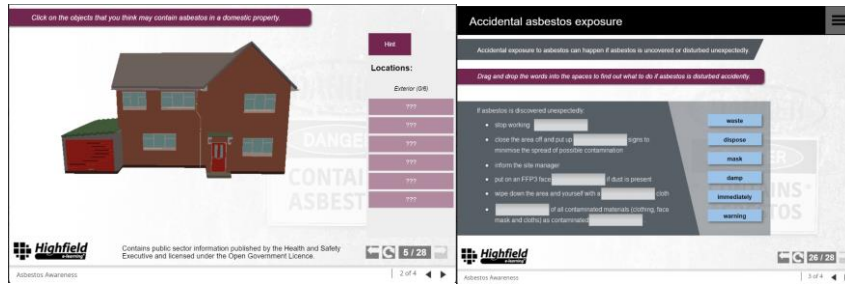 Click on the objects that you think may contain asbestos in a domestic property.
Hint
Locations:
Exterior (0/6)
???
???
???
???
???
???
DANGE
CONTAI
ASBEST
Highfield
e-learning
Contains public sector information published by the Health and Safety
Executive and licensed under the Open Government Licence.
5 / 28
Asbestos Awareness
2 of 4
Accidental asbestos exposure
Accidental exposure to asbestos can happen if asbestos is uncovered or disturbed unexpectedly.
Drag and drop the words into the spaces to find out what to do if asbestos is disturbed accidently.
If asbestos is discovered unexpectedly:
• stop working
• close the area off and put up signs to
minimise the spread of possible contamination
• inform the site manager
• put on an FFP3 face if dust is present
• wipe down the area and yourself with a cloth
• of all contaminated materials (clothing, face
mask and cloths) as contaminated
waste
dispose
mask
damp
immediately
warning
Highfield
e-learning
26 / 28
Asbestos Awareness
3 of 4